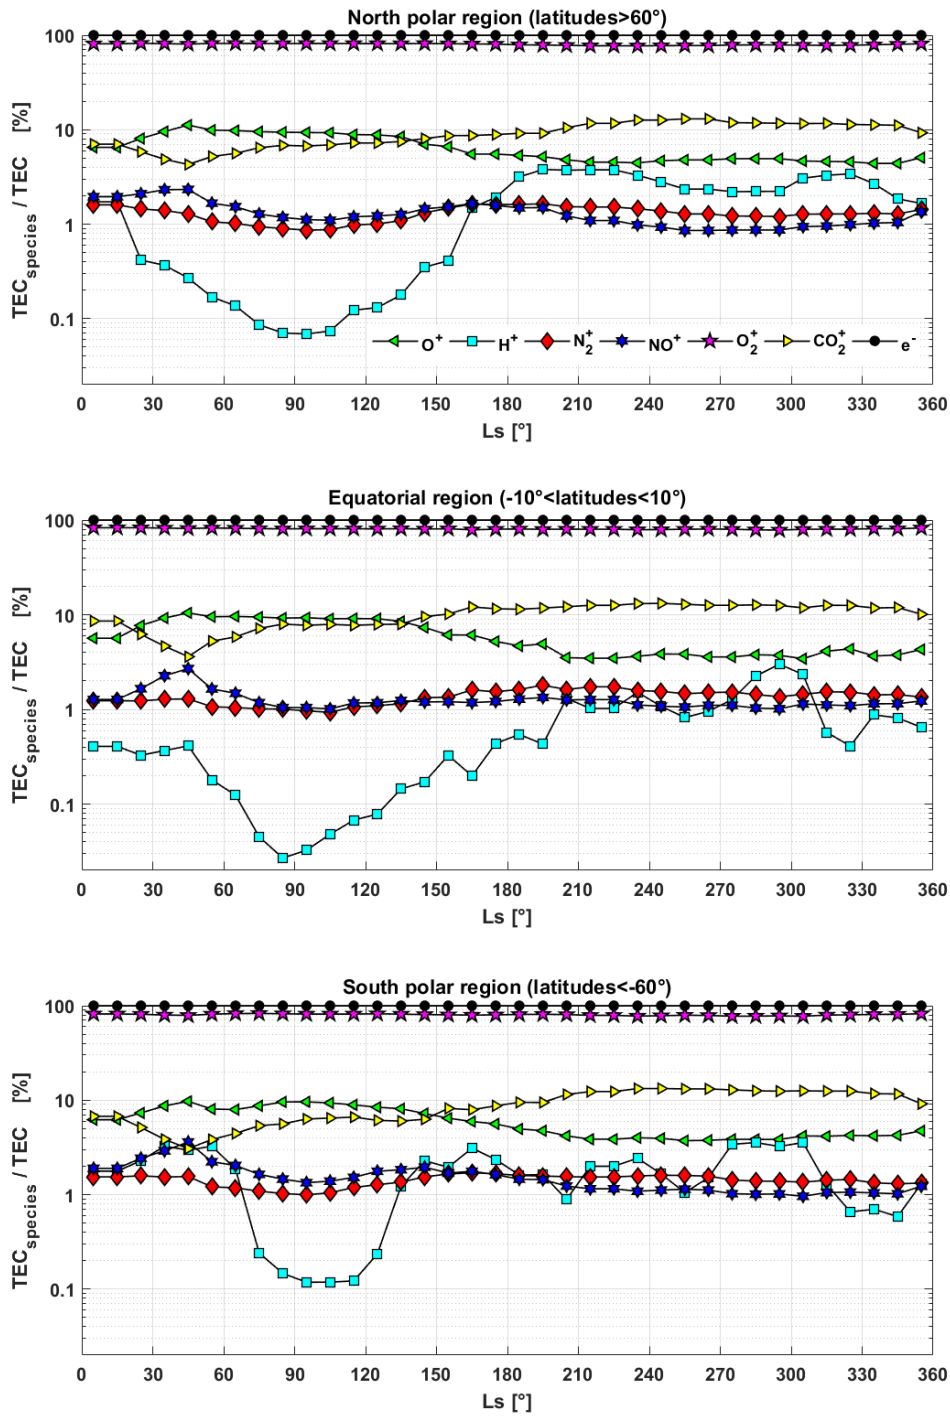 North polar region (latitudes>60°)
TEC_species / TEC [%]
100
10
1
0.1
O⁺ H⁺ N₂⁺ NO⁺ O₂⁺ CO₂⁺ e⁻
0 30 60 90 120 150 180 210 240 270 300 330 360
Ls [°]
Equatorial region (-10°<latitudes<10°)
TEC_species / TEC [%]
100
10
1
0.1
0 30 60 90 120 150 180 210 240 270 300 330 360
Ls [°]
South polar region (latitudes<-60°)
TEC_species / TEC [%]
100
10
1
0.1
0 30 60 90 120 150 180 210 240 270 300 330 360
Ls [°]